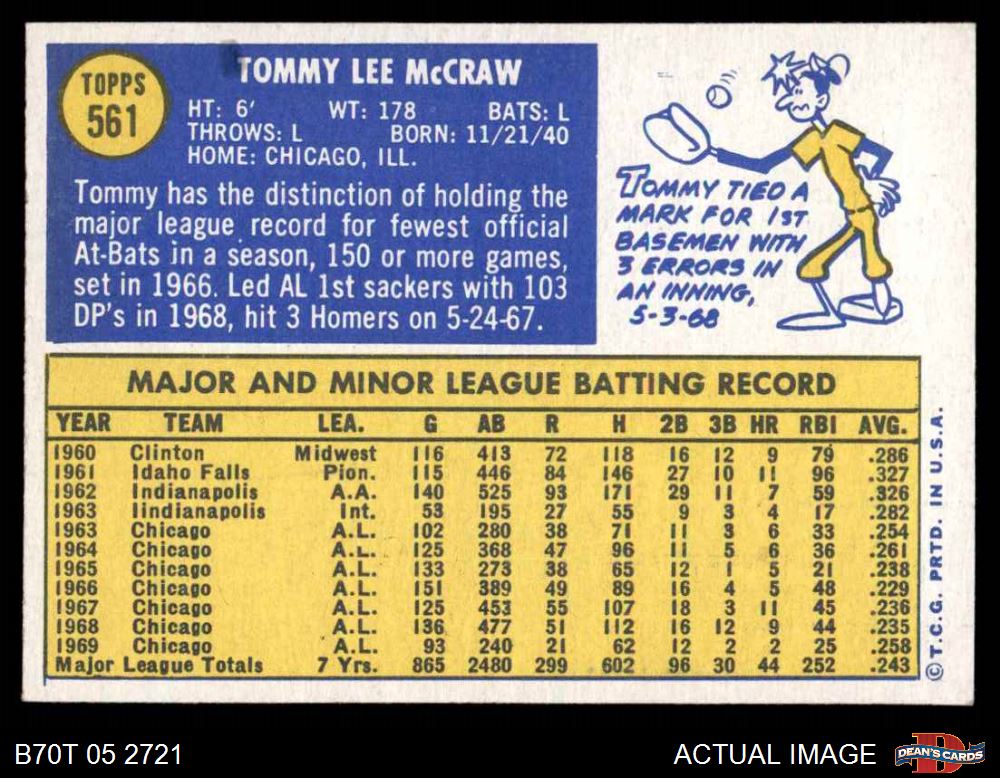 TOPPS
561
TOMMY LEE McCRAW
HT: 6' WT: 178 BATS: L
THROWS: L BORN: 11/21/40
HOME: CHICAGO, ILL.
Tommy has the distinction of holding the
major league record for fewest official
At-Bats in a season, 150 or more games,
set in 1966. Led AL 1st sackers with 103
DP's in 1968, hit 3 Homers on 5-24-67.
TOMMY TIED A
MARK FOR 1ST
BASEMEN WITH
3 ERRORS IN
AN INNING,
5-3-68
MAJOR AND MINOR LEAGUE BATTING RECORD
YEAR TEAM LEA. G AB R H 2B 3B HR RBI AVG.
1960 Clinton Midwest 116 413 72 118 16 12 9 79 .286
1961 Idaho Falls Pion. 115 446 84 146 27 10 11 96 .327
1962 Indianapolis A.A. 140 525 93 171 29 11 7 59 .326
1963 Iindianapolis Int. 53 195 27 55 9 3 4 17 .282
1963 Chicago A.L. 102 280 38 71 11 3 6 33 .254
1964 Chicago A.L. 125 368 47 96 11 5 6 36 .261
1965 Chicago A.L. 133 273 38 65 12 1 5 21 .238
1966 Chicago A.L. 151 389 49 89 16 4 5 48 .229
1967 Chicago A.L. 125 453 55 107 18 3 11 45 .236
1968 Chicago A.L. 136 477 51 112 16 12 9 44 .235
1969 Chicago A.L. 93 240 21 62 12 2 2 25 .258
Major League Totals 7 Yrs. 865 2480 299 602 96 30 44 252 .243
©T.C.G. PRTD. IN U.S.A.
B70T 05 2721
ACTUAL IMAGE
DEAN'S CARDS